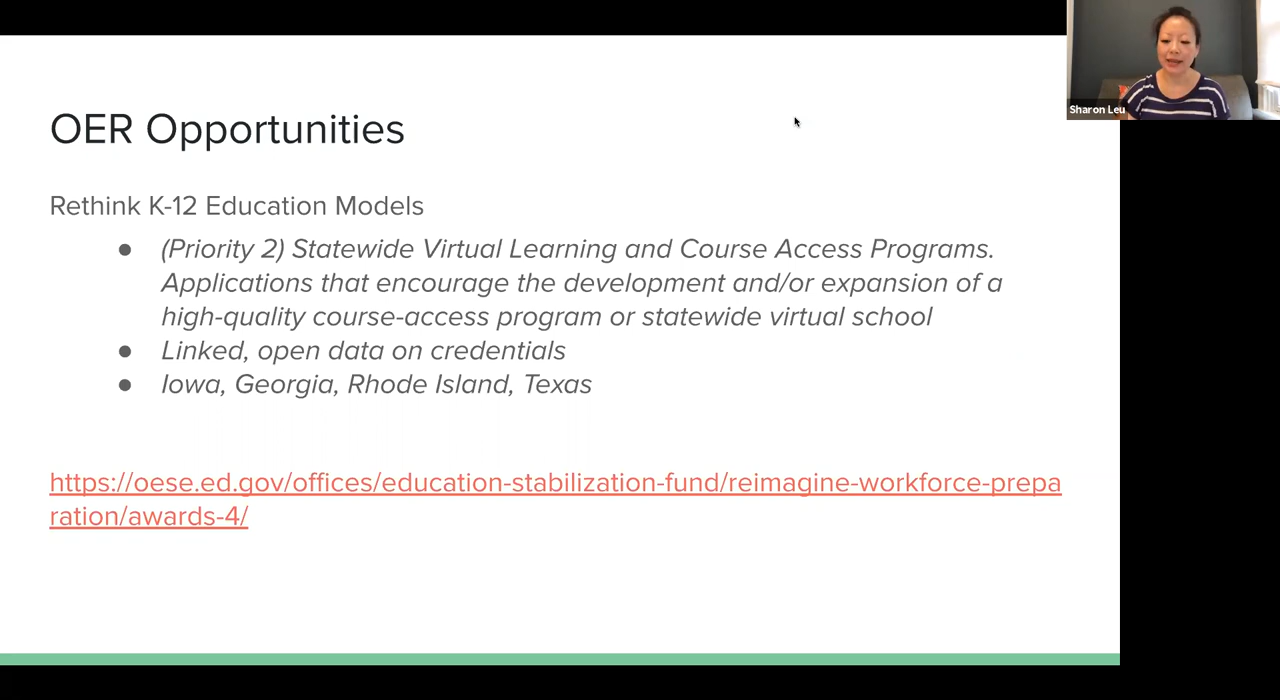 Sharon Leu
OER Opportunities
Rethink K-12 Education Models
● (Priority 2) Statewide Virtual Learning and Course Access Programs.
Applications that encourage the development and/or expansion of a
high-quality course-access program or statewide virtual school
● Linked, open data on credentials
● Iowa, Georgia, Rhode Island, Texas
https://oese.ed.gov/offices/education-stabilization-fund/reimagine-workforce-prepa
ration/awards-4/